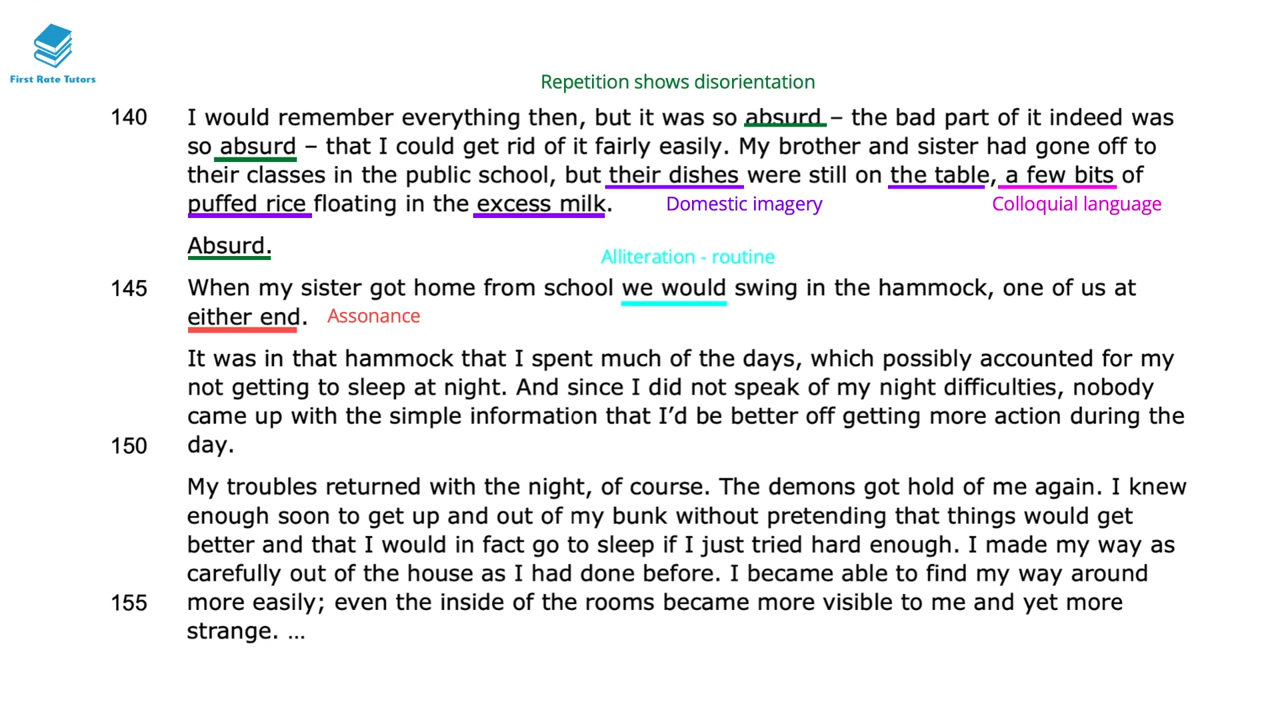 First Rate Tutors
Repetition shows disorientation
140 I would remember everything then, but it was so absurd – the bad part of it indeed was
so absurd – that I could get rid of it fairly easily. My brother and sister had gone off to
their classes in the public school, but their dishes were still on the table, a few bits of
puffed rice floating in the excess milk. Domestic imagery Colloquial language
Absurd.
Alliteration - routine
145 When my sister got home from school we would swing in the hammock, one of us at
either end. Assonance
It was in that hammock that I spent much of the days, which possibly accounted for my
not getting to sleep at night. And since I did not speak of my night difficulties, nobody
came up with the simple information that I’d be better off getting more action during the
150 day.
My troubles returned with the night, of course. The demons got hold of me again. I knew
enough soon to get up and out of my bunk without pretending that things would get
better and that I would in fact go to sleep if I just tried hard enough. I made my way as
carefully out of the house as I had done before. I became able to find my way around
155 more easily; even the inside of the rooms became more visible to me and yet more
strange. ...